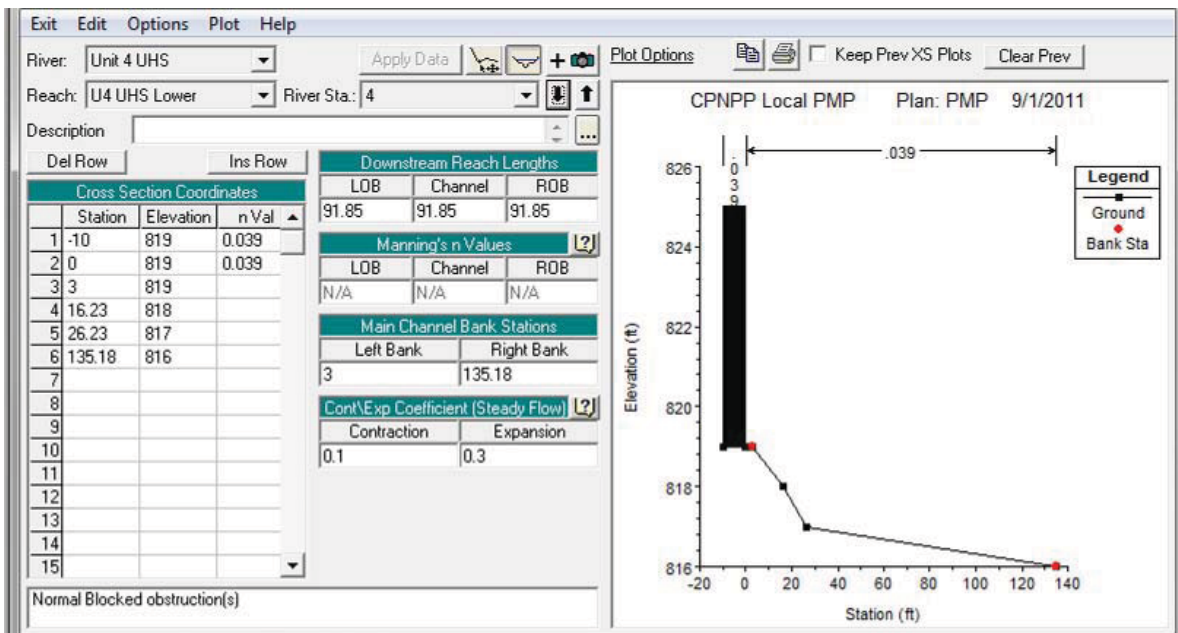 Exit Edit Options Plot Help
River: Unit 4 UHS Apply Data
Plot Options Keep Prev XS Plots Clear Prev
Reach: U4 UHS Lower River Sta.: 4
Description ...
Del Row Ins Row
Cross Section Coordinates
Station Elevation n Val
1 -10 819 0.039
2 0 819 0.039
3 3 819
4 16.23 818
5 26.23 817
6 135.18 816
7
8
9
10
11
12
13
14
15
Downstream Reach Lengths
LOB Channel ROB
91.85 91.85 91.85
Manning's n Values
LOB Channel ROB
N/A N/A N/A
Main Channel Bank Stations
Left Bank Right Bank
3 135.18
Cont\Exp Coefficient (Steady Flow)
Contraction Expansion
0.1 0.3
Normal Blocked obstruction(s)
CPNPP Local PMP Plan: PMP 9/1/2011
.039
.039
Legend
Ground
Bank Sta
826
824
822
820
818
816
Elevation (ft)
-20 0 20 40 60 80 100 120 140
Station (ft)